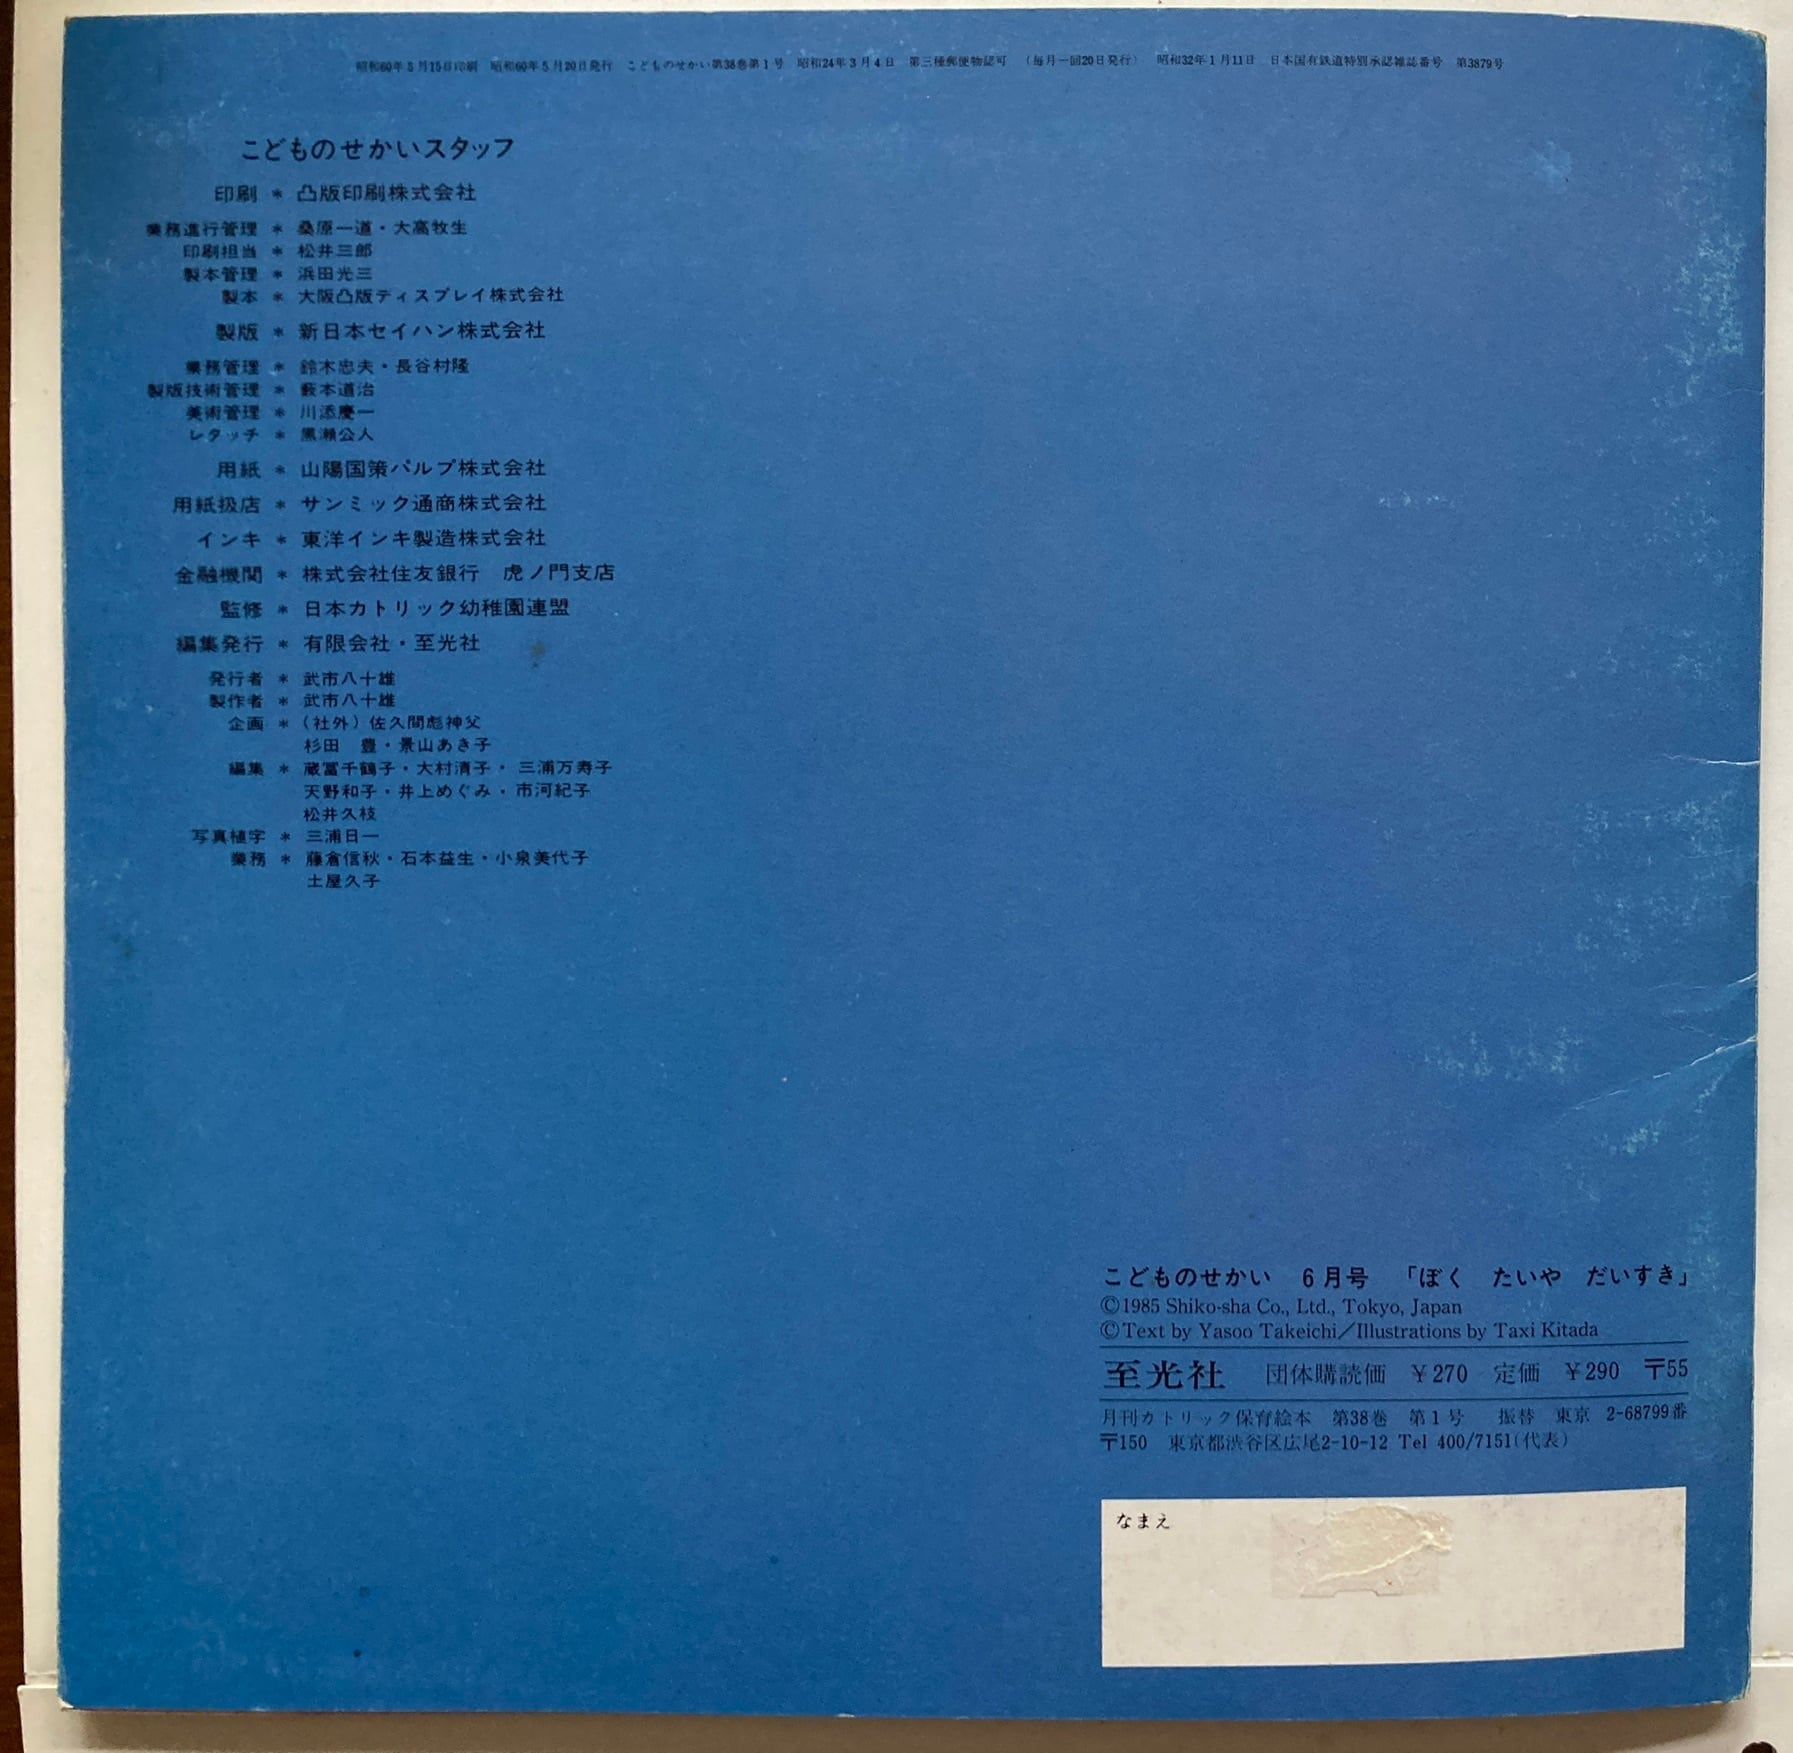 昭和60年5月15日印刷　昭和60年5月20日発行　こどものせかい第38巻第1号　昭和24年3月4日　第三種郵便物認可　（毎月一回20日発行）　昭和32年1月11日　日本国有鉄道特別承認雑誌番号　第3879号
こどものせかいスタッフ
印刷 * 凸版印刷株式会社
業務進行管理 * 桑原一道・大高牧生
印刷担当 * 松井三郎
製本管理 * 浜田光三
製本 * 大阪凸版ディスプレイ株式会社
製版 * 新日本セイハン株式会社
業務管理 * 鈴木忠夫・長谷村隆
製版技術管理 * 藪本道治
美術管理 * 川添慶一
レタッチ * 黒瀬公人
用紙 * 山陽国策パルプ株式会社
用紙扱店 * サンミック通商株式会社
インキ * 東洋インキ製造株式会社
金融機関 * 株式会社住友銀行　虎ノ門支店
監修 * 日本カトリック幼稚園連盟
編集発行 * 有限会社・至光社
発行者 * 武市八十雄
製作者 * 武市八十雄
企画 *（社外）佐久間彪神父
杉田　豊・景山あき子
編集 * 蔵冨千鶴子・大村清子・三浦万寿子
天野和子・井上めぐみ・市河紀子
松井久枝
写真植字 * 三浦日一
業務 * 藤倉信秋・石本益生・小泉美代子
土屋久子
こどものせかい　6月号　「ぼく　たいや　だいすき」
©1985 Shiko-sha Co., Ltd., Tokyo, Japan
©Text by Yasoo Takeichi／Illustrations by Taxi Kitada
至光社　団体購読価　￥270　定価　￥290　〒55
月刊カトリック保育絵本　第38巻　第1号　振替　東京　2-68799番
〒150　東京都渋谷区広尾2-10-12 Tel 400/7151(代表)
なまえ